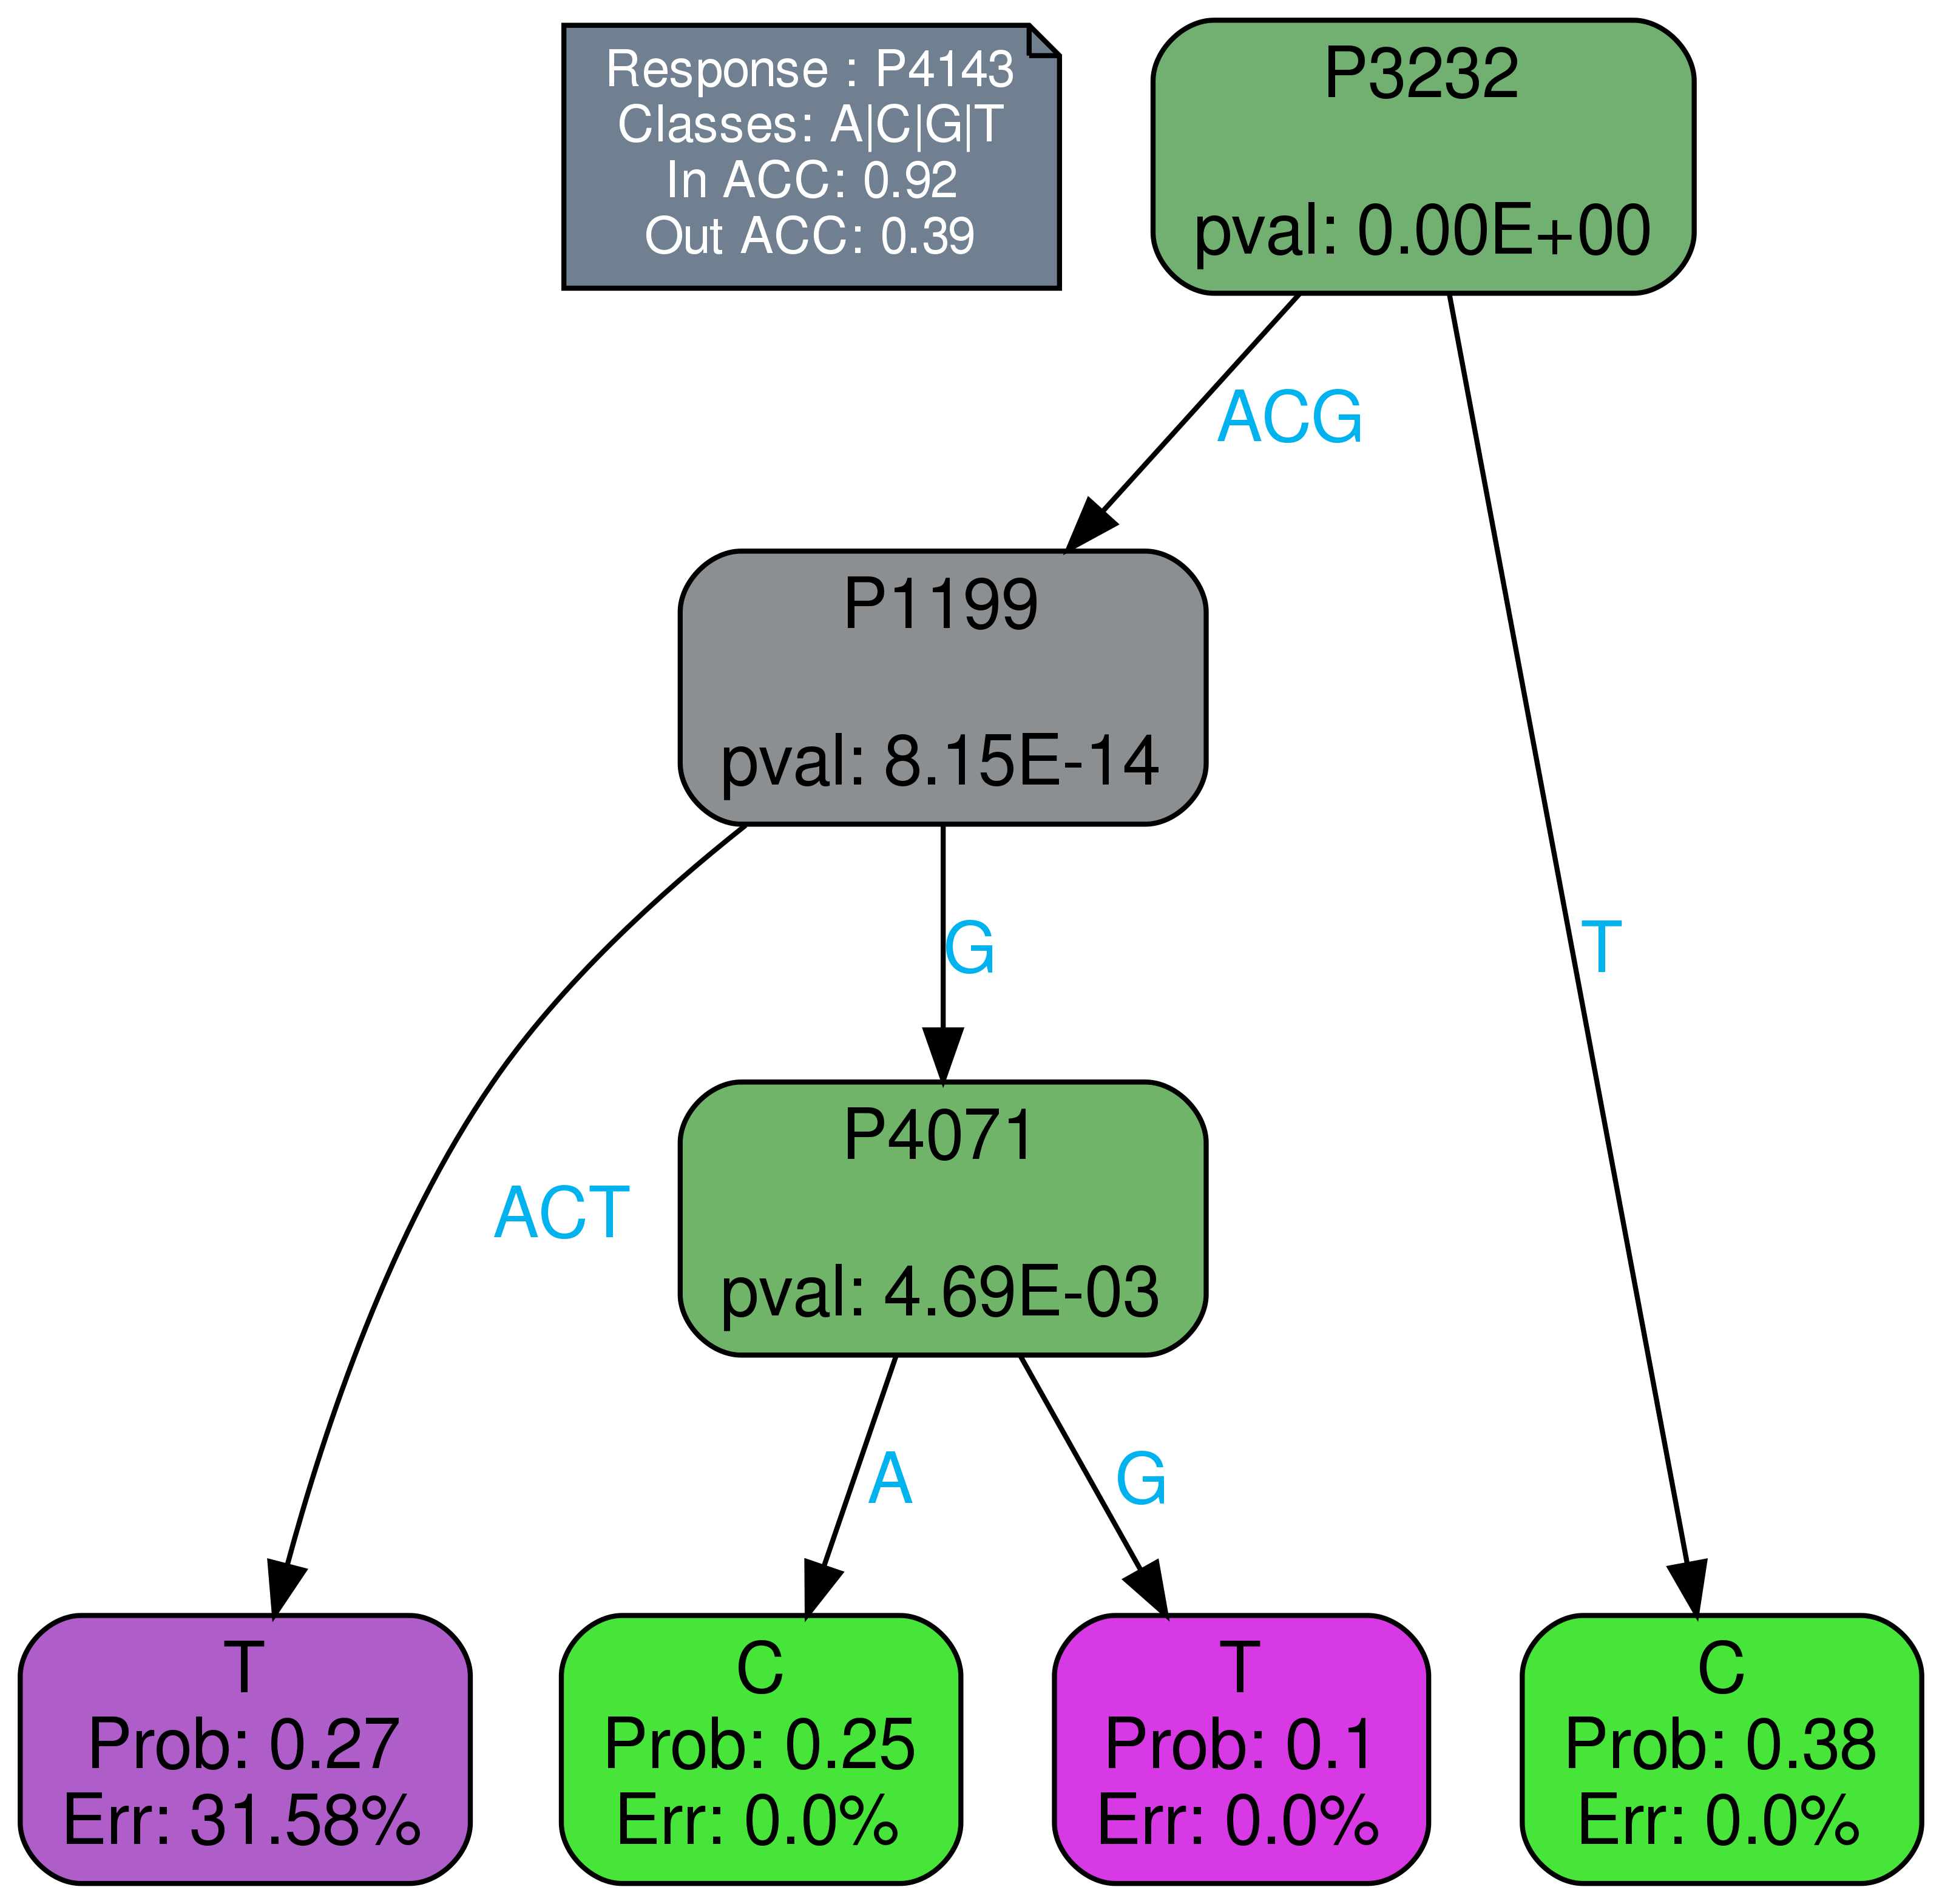 Response : P4143
Classes: A|C|G|T
In ACC: 0.92
Out ACC: 0.39
P3232
pval: 0.00E+00
ACG
P1199
pval: 8.15E-14
G
T
P4071
pval: 4.69E-03
ACT
A
G
T
Prob: 0.27
Err: 31.58%
C
Prob: 0.25
Err: 0.0%
T
Prob: 0.1
Err: 0.0%
C
Prob: 0.38
Err: 0.0%